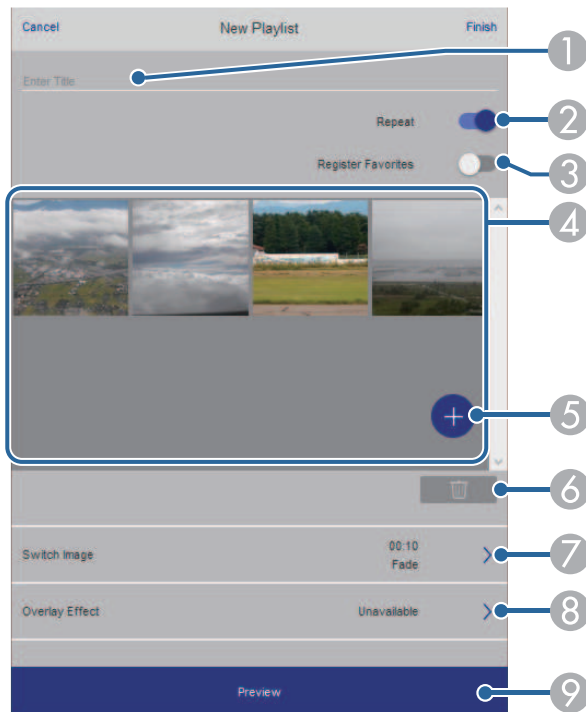 Cancel New Playlist Finish
1
Enter Title
Repeat 2
Register Favorites 3
4
5
6
Switch Image 00:10 7
Fade
Overlay Effect Unavailable 8
Preview 9